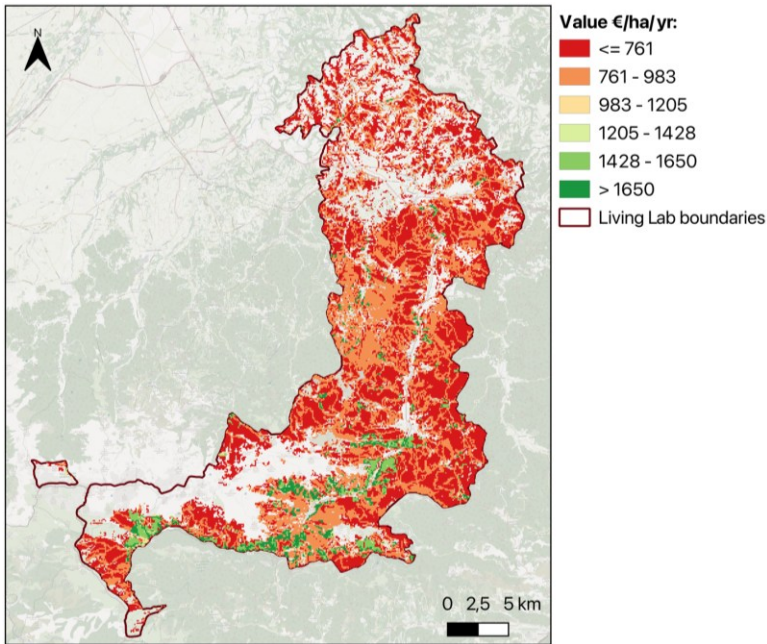 N
Value €/ha/yr:
<= 761
761 - 983
983 - 1205
1205 - 1428
1428 - 1650
> 1650
Living Lab boundaries
0 2,5 5 km